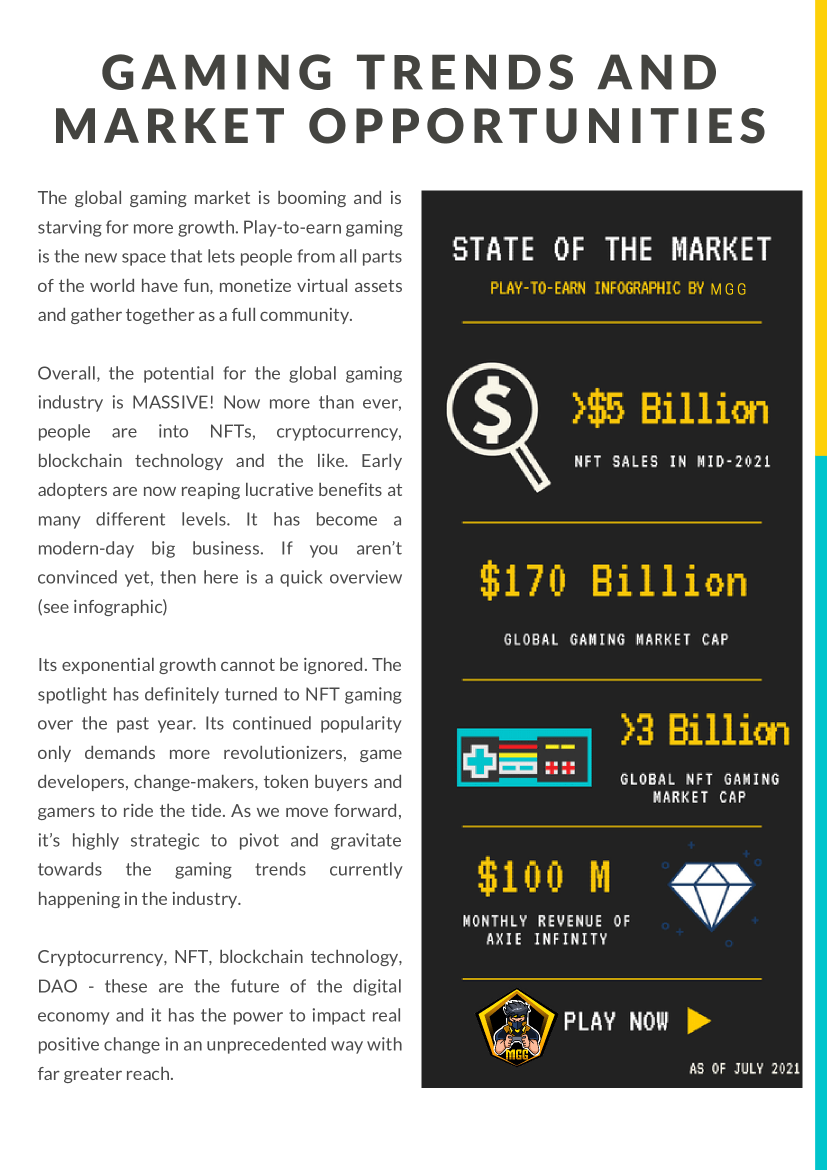 GAMING TRENDS AND
MARKET OPPORTUNITIES
The global gaming market is booming and is
starving for more growth. Play-to-earn gaming
is the new space that lets people from all parts
of the world have fun, monetize virtual assets
and gather together as a full community.
Overall, the potential for the global gaming
industry is MASSIVE! Now more than ever,
people are into NFTs, cryptocurrency,
blockchain technology and the like. Early
adopters are now reaping lucrative benefits at
many different levels. It has become a
modern-day big business. If you aren’t
convinced yet, then here is a quick overview
(see infographic)
Its exponential growth cannot be ignored. The
spotlight has definitely turned to NFT gaming
over the past year. Its continued popularity
only demands more revolutionizers, game
developers, change-makers, token buyers and
gamers to ride the tide. As we move forward,
it’s highly strategic to pivot and gravitate
towards the gaming trends currently
happening in the industry.
Cryptocurrency, NFT, blockchain technology,
DAO - these are the future of the digital
economy and it has the power to impact real
positive change in an unprecedented way with
far greater reach.
STATE OF THE MARKET
PLAY-TO-EARN INFOGRAPHIC BY MGG
>$5 Billion
NFT SALES IN MID-2021
$170 Billion
GLOBAL GAMING MARKET CAP
>3 Billion
GLOBAL NFT GAMING
MARKET CAP
$100 M
MONTHLY REVENUE OF
AXIE INFINITY
MGG
PLAY NOW
AS OF JULY 2021